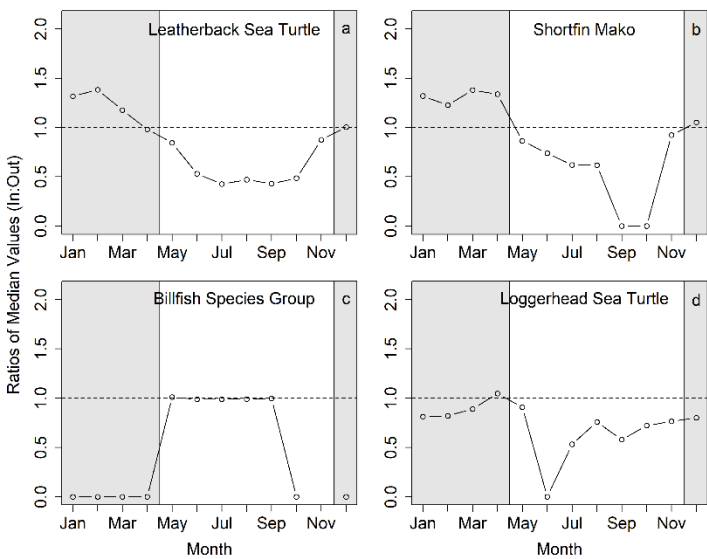 Ratios of Median Values (In:Out)
Leatherback Sea Turtle a
2.0
1.5
1.0
0.5
0.0
Jan Mar May Jul Sep Nov
Shortfin Mako b
2.0
1.5
1.0
0.5
0.0
Jan Mar May Jul Sep Nov
Billfish Species Group c
2.0
1.5
1.0
0.5
0.0
Jan Mar May Jul Sep Nov
Month
Loggerhead Sea Turtle d
2.0
1.5
1.0
0.5
0.0
Jan Mar May Jul Sep Nov
Month